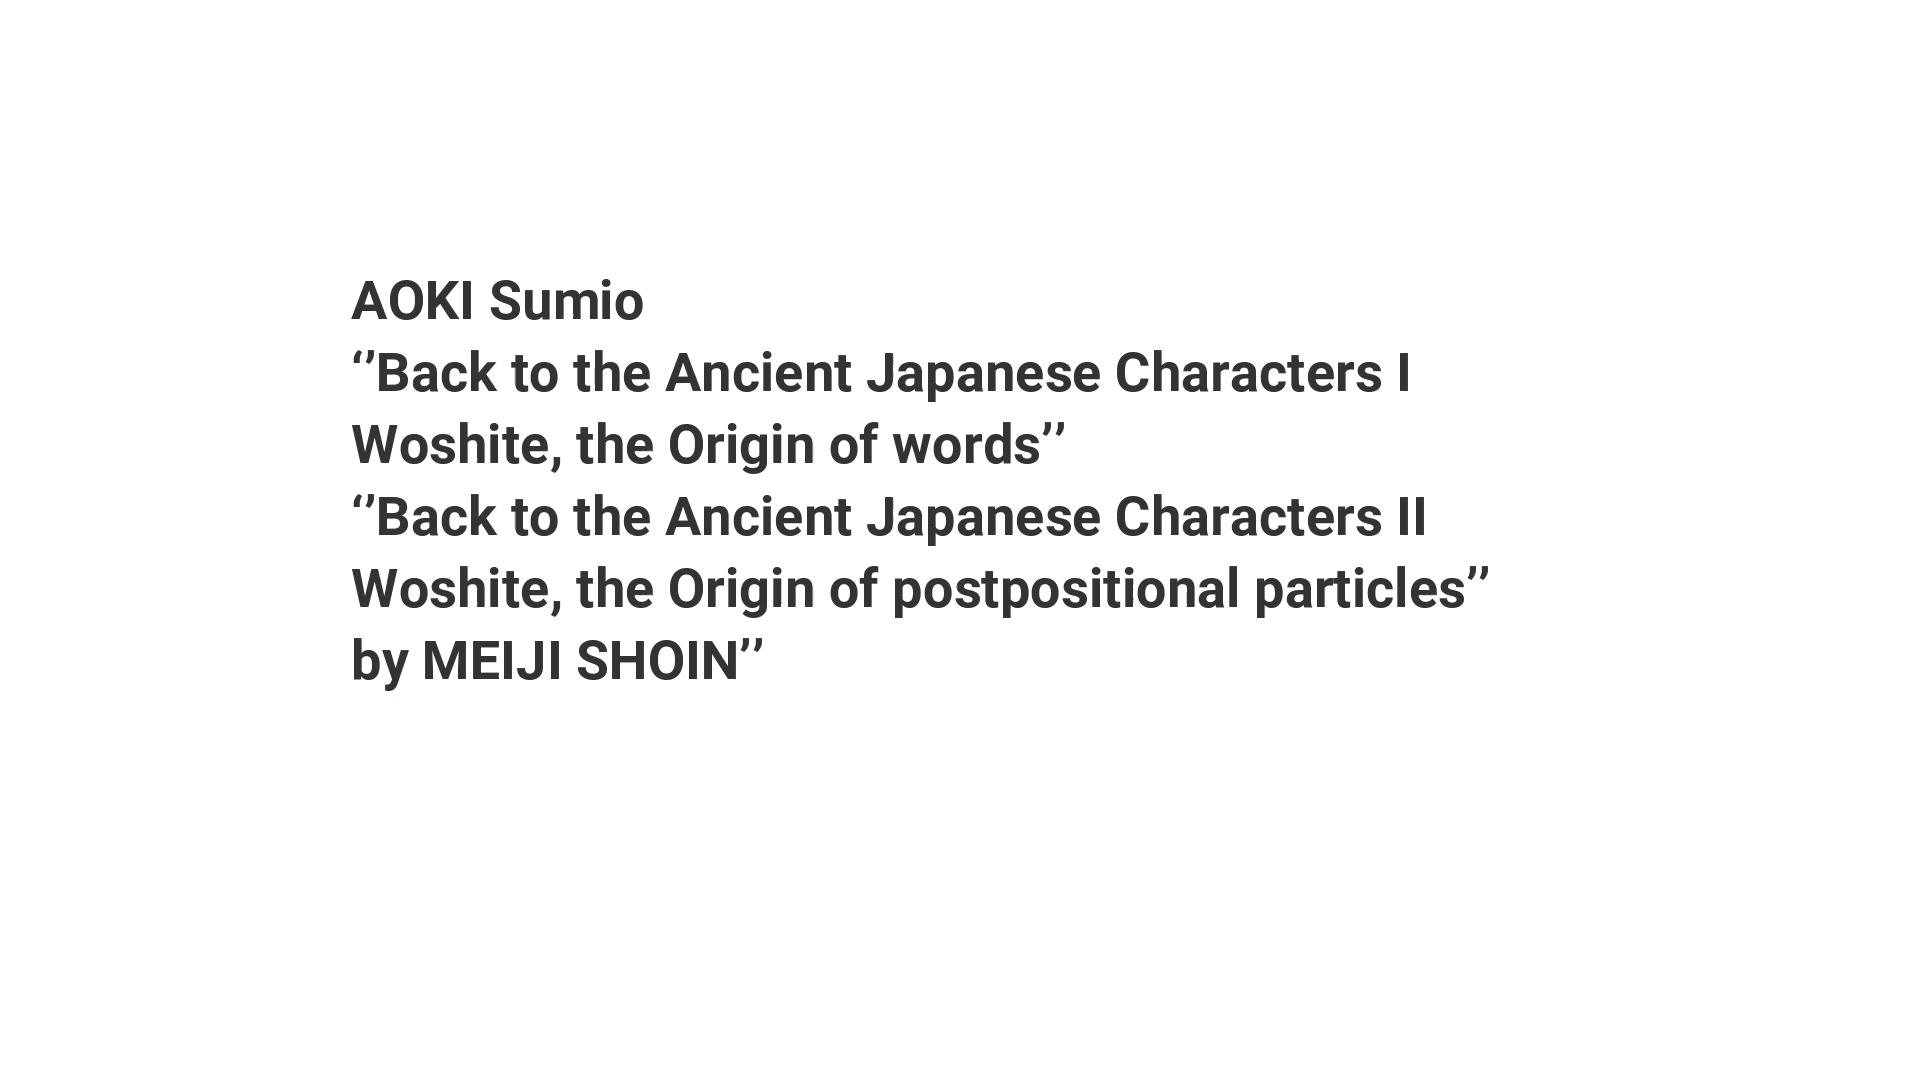 AOKI Sumio
‘’Back to the Ancient Japanese Characters I
Woshite, the Origin of words’’
‘’Back to the Ancient Japanese Characters II
Woshite, the Origin of postpositional particles’’
by MEIJI SHOIN’’